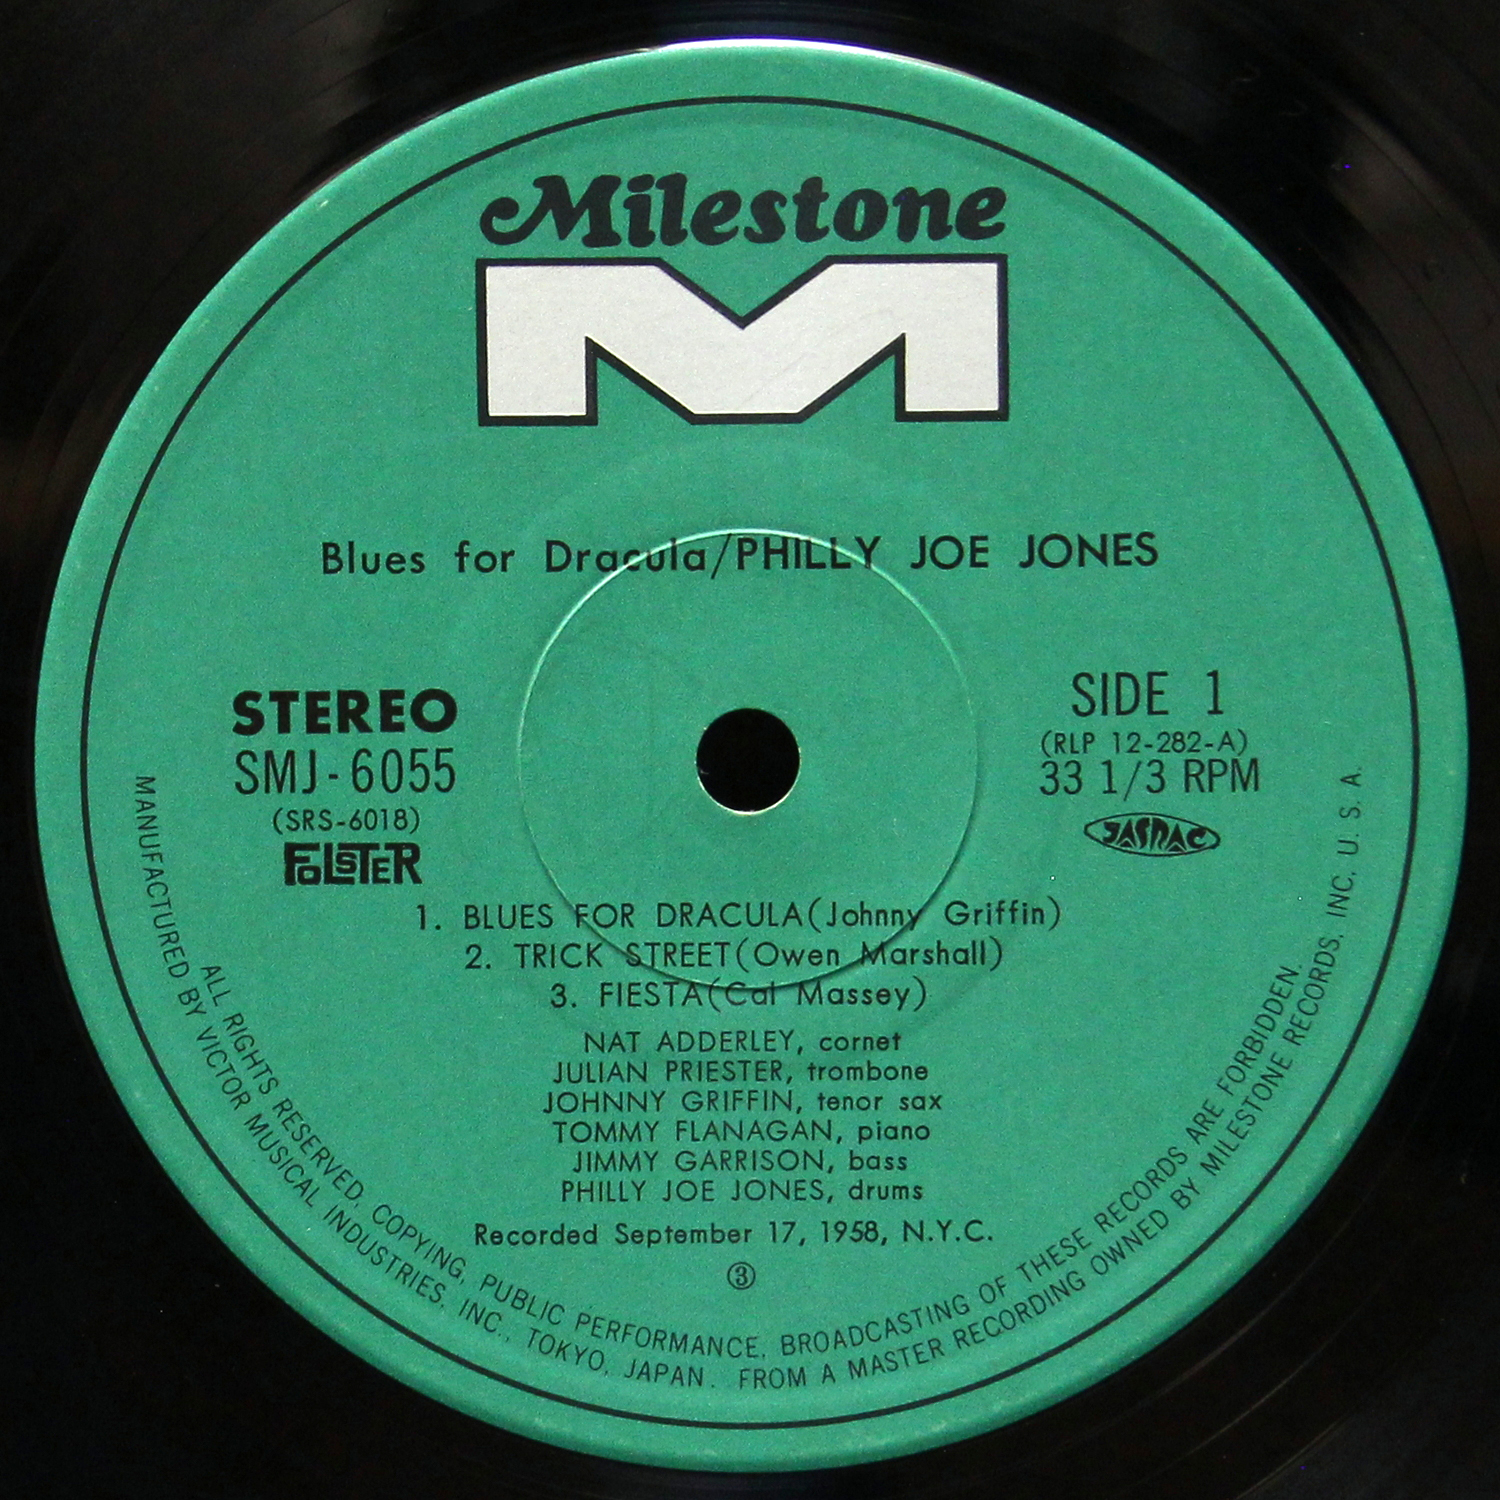 Milestone
M
Blues for Dracula/PHILLY JOE JONES
STEREO
SMJ-6055
(SRS-6018)
FOLSTER
SIDE 1
(RLP 12-282-A)
33 1/3 RPM
JASRAC
1. BLUES FOR DRACULA(Johnny Griffin)
2. TRICK STREET(Owen Marshall)
3. FIESTA(Cal Massey)
NAT ADDERLEY, cornet
JULIAN PRIESTER, trombone
JOHNNY GRIFFIN, tenor sax
TOMMY FLANAGAN, piano
JIMMY GARRISON, bass
PHILLY JOE JONES, drums
Recorded September 17, 1958, N.Y.C.
③
ALL RIGHTS RESERVED. COPYING, PUBLIC PERFORMANCE, BROADCASTING OF THESE RECORDS ARE FORBIDDEN.
MANUFACTURED BY VICTOR MUSICAL INDUSTRIES, INC., TOKYO, JAPAN. FROM A MASTER RECORDING OWNED BY MILESTONE RECORDS, INC, U. S. A.